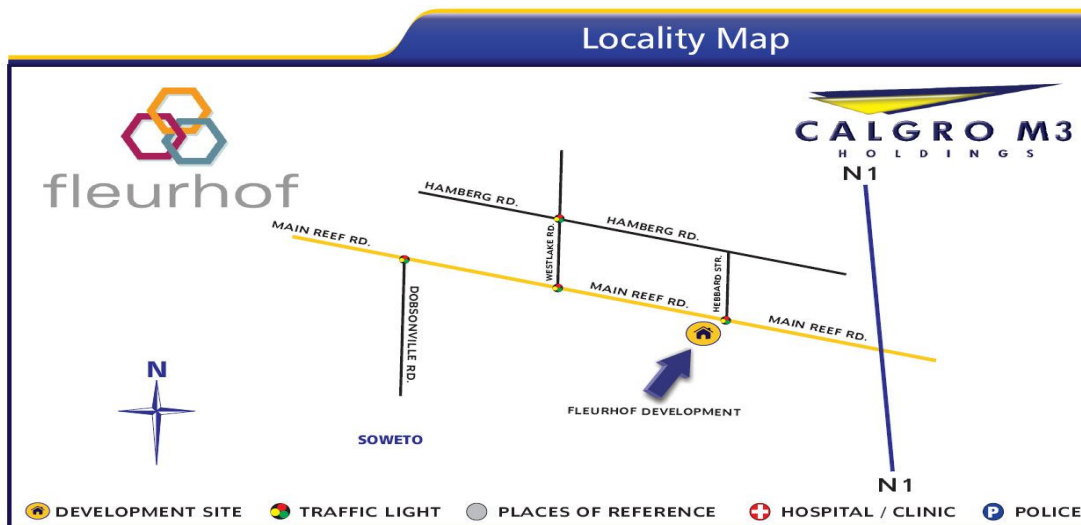 Locality Map
fleurhof
CALGRO M3
HOLDINGS
N1
HAMBERG RD.
HAMBERG RD.
MAIN REEF RD.
WESTLAKE RD.
HEBBARD STR.
MAIN REEF RD.
MAIN REEF RD.
DOBSONVILLE RD.
N
FLEURHOF DEVELOPMENT
SOWETO
N1
DEVELOPMENT SITE TRAFFIC LIGHT PLACES OF REFERENCE HOSPITAL / CLINIC P POLICE